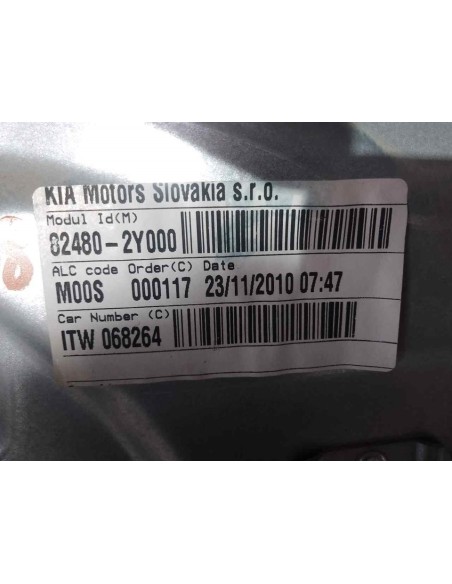 KIA Motors Slovakia s.r.o.
Modul Id(M)
82480-2Y000
ALC code Order(C) Date
M00S 000117 23/11/2010 07:47
Car Number (C)
ITW 068264